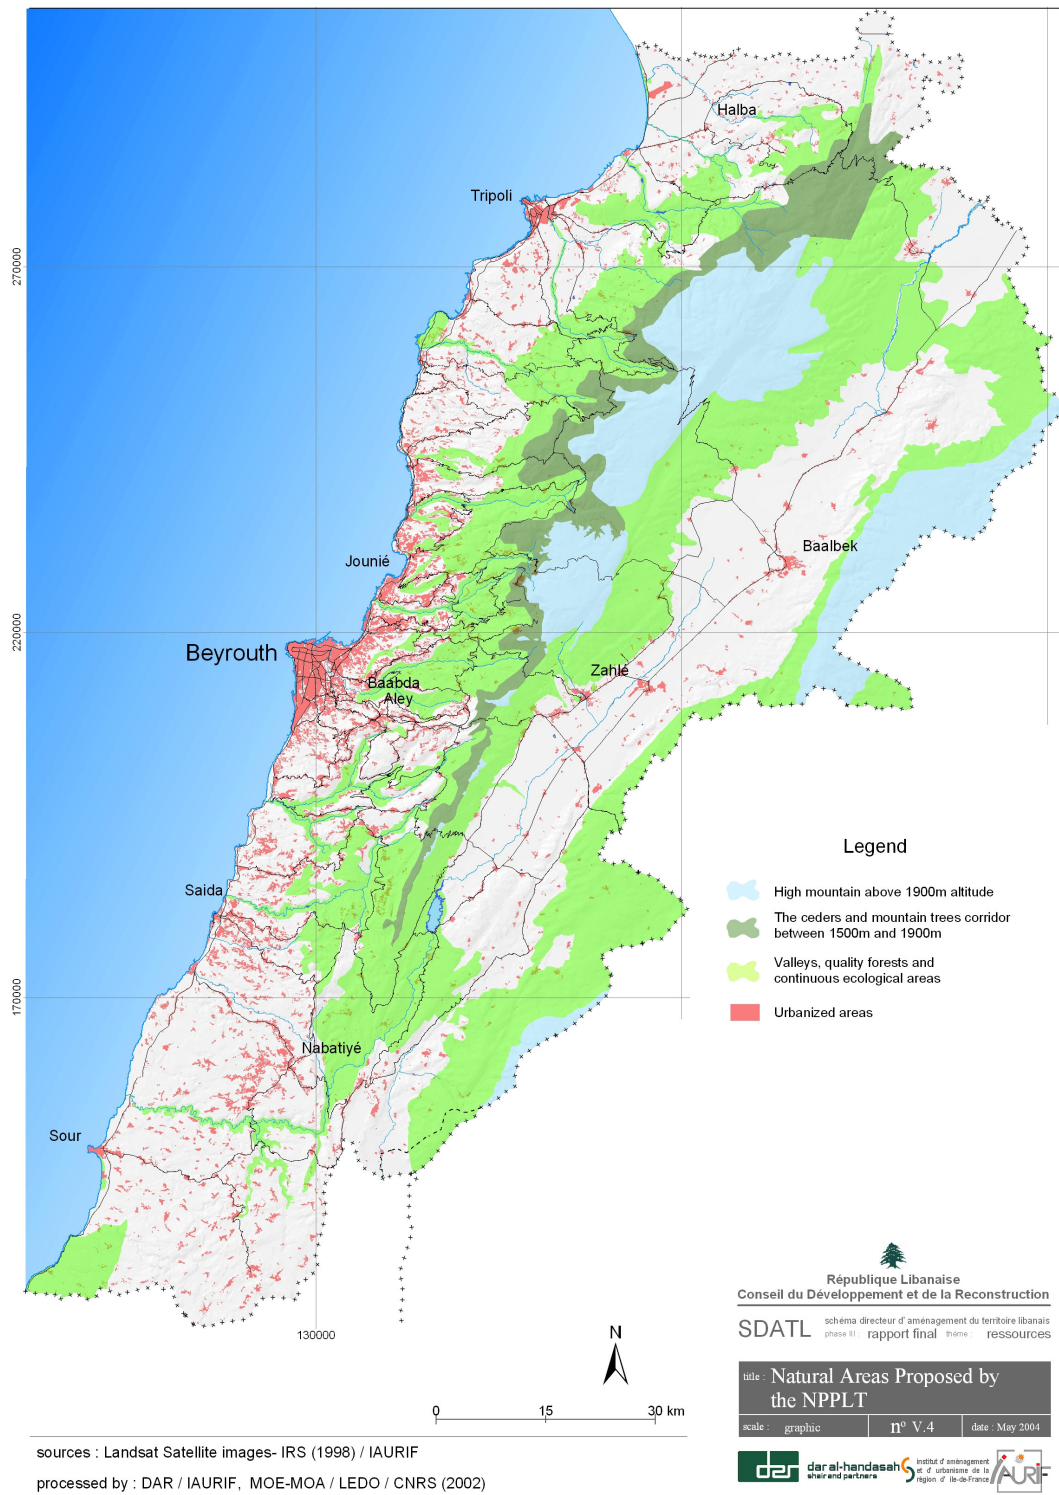 Halba
Tripoli
270000
Jounié
Baalbek
220000
Beyrouth
Zahlé
Baabda
Aley
Legend
High mountain above 1900m altitude
The ceders and mountain trees corridor
between 1500m and 1900m
Valleys, quality forests and
continuous ecological areas
Urbanized areas
Saida
170000
Nabatiyé
Sour
130000
N
0 15 30 km
République Libanaise
Conseil du Développement et de la Reconstruction
SDATL schéma directeur d'aménagement du territoire libanais
phase III : rapport final thème : ressources
title : Natural Areas Proposed by
the NPPLT
scale : graphic nº V.4 date : May 2004
dar dar al-handasah
shair and partners
institut d'aménagement
et d'urbanisme de la
région d'île-de-France
IAURIF
sources : Landsat Satellite images- IRS (1998) / IAURIF
processed by : DAR / IAURIF, MOE-MOA / LEDO / CNRS (2002)